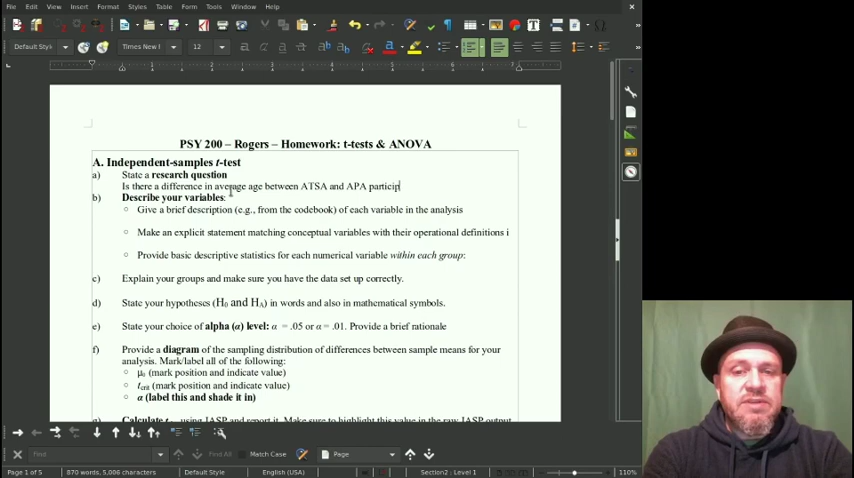 File Edit View Insert Format Styles Table Form Tools Window Help
Default Styl Times New I 12
1 2 3 4 5 6 7
PSY 200 – Rogers – Homework: t-tests & ANOVA
A. Independent-samples t-test
a) State a research question
Is there a difference in average age between ATSA and APA particip
b) Describe your variables:
◦ Give a brief description (e.g., from the codebook) of each variable in the analysis
◦ Make an explicit statement matching conceptual variables with their operational definitions i
◦ Provide basic descriptive statistics for each numerical variable within each group:
c) Explain your groups and make sure you have the data set up correctly.
d) State your hypotheses (H₀ and Hᴀ) in words and also in mathematical symbols.
e) State your choice of alpha (α) level: α = .05 or α = .01. Provide a brief rationale
f) Provide a diagram of the sampling distribution of differences between sample means for your
analysis. Mark/label all of the following:
◦ μ₀ (mark position and indicate value)
◦ tcrit (mark position and indicate value)
◦ α (label this and shade it in)
Find Find All Match Case Page
Page 1 of 5 870 words, 5,006 characters Default Style English (USA) Section2 : Level 1 110%